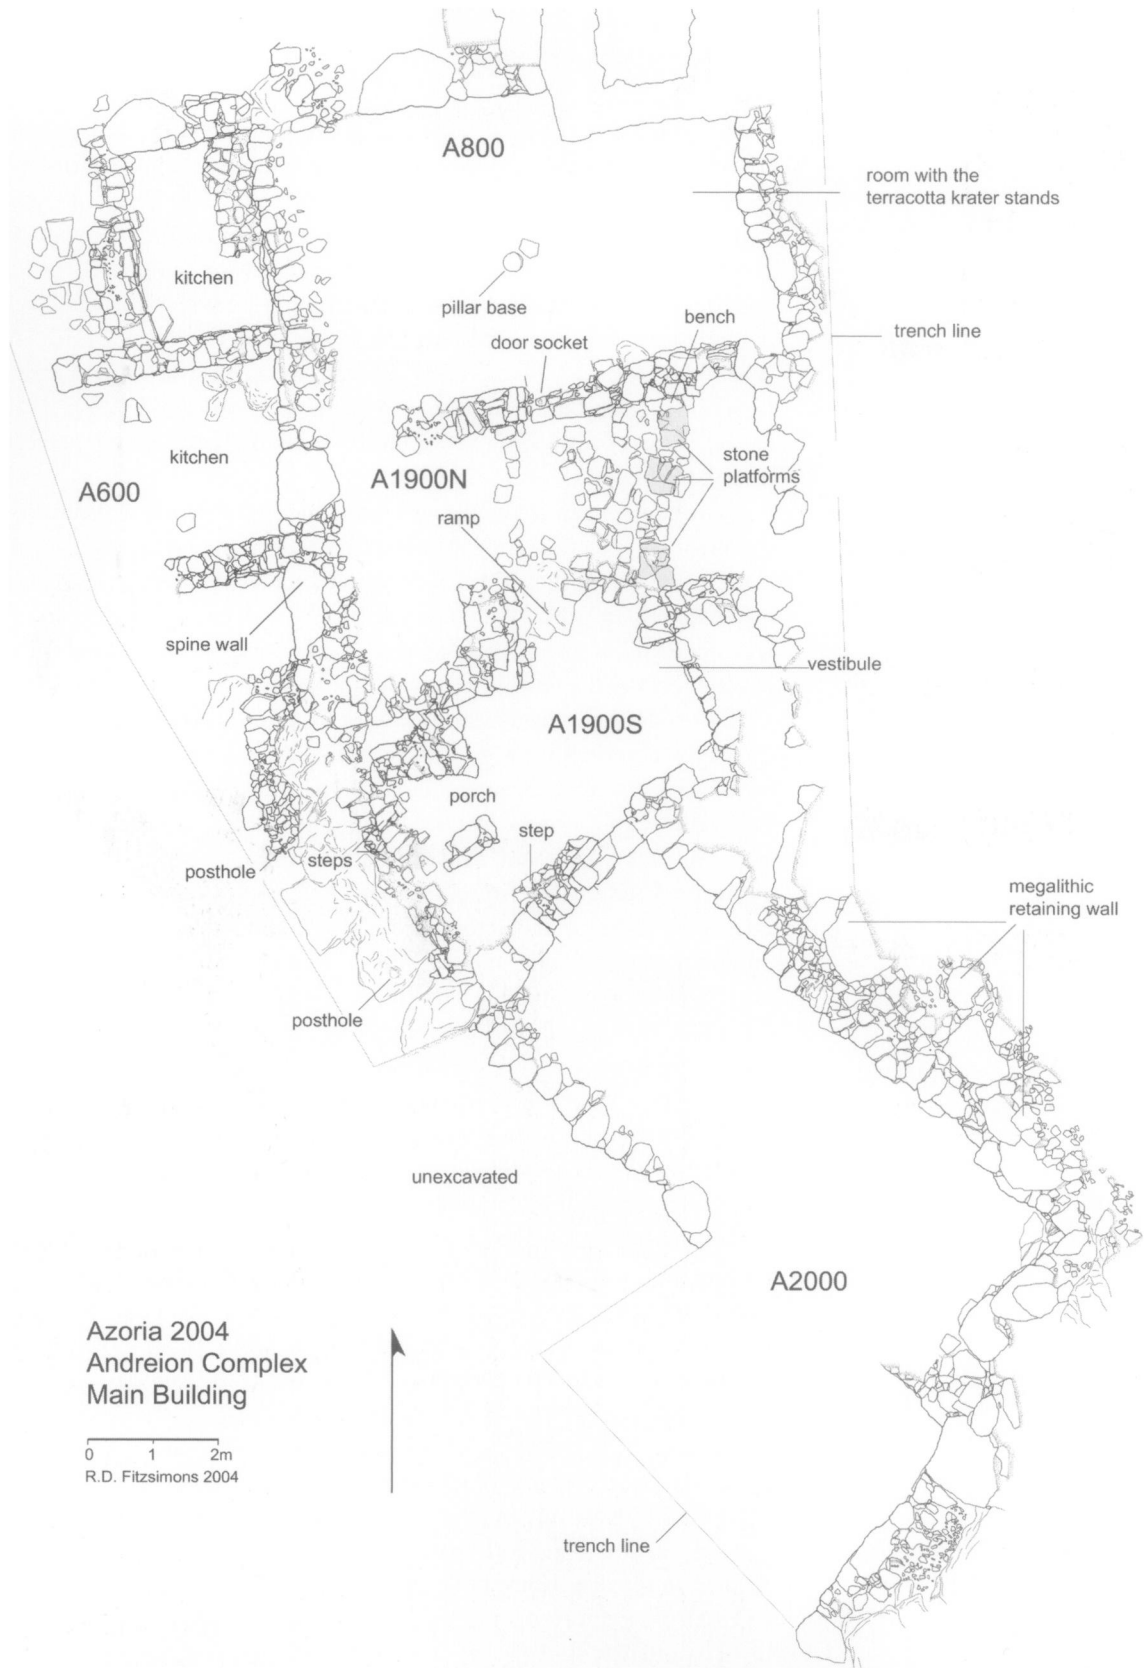 A800
room with the
terracotta krater stands
kitchen
pillar base
bench
door socket
trench line
kitchen
A600
A1900N
stone
platforms
ramp
spine wall
vestibule
A1900S
porch
step
posthole
steps
megalithic
retaining wall
posthole
unexcavated
A2000
Azoria 2004
Andreion Complex
Main Building
0 1 2m
R.D. Fitzsimons 2004
trench line